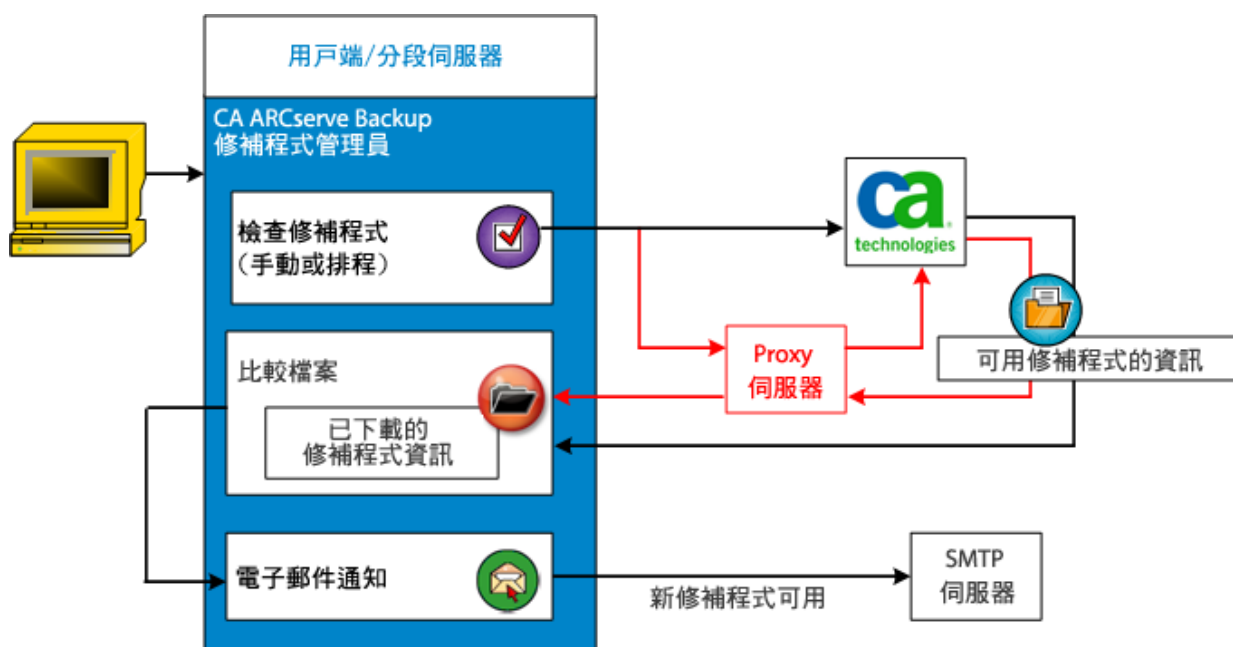 用戸端/分段伺服器
CA ARCserve Backup
修補程式管理員
檢查修補程式
(手動或排程)
ca
technologies
Proxy
伺服器
可用修補程式的資訊
比較檔案
已下載的
修補程式資訊
電子郵件通知
新修補程式可用
SMTP
伺服器